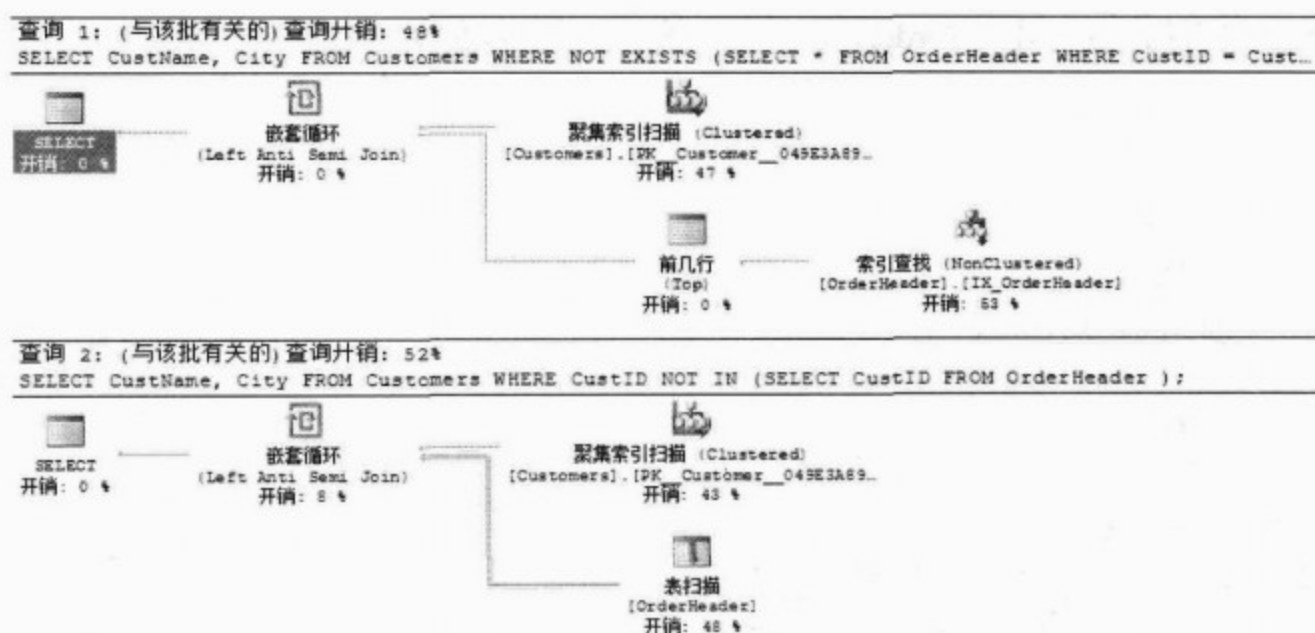 查询 1: (与该批有关的)查询开销: 48%
SELECT CustName, City FROM Customers WHERE NOT EXISTS (SELECT * FROM OrderHeader WHERE CustID = Cust…
SELECT
开销: 0 %
嵌套循环
(Left Anti Semi Join)
开销: 0 %
聚集索引扫描 (Clustered)
[Customers].[PK__Customer__049E3A89…
开销: 47 %
前几行
(Top)
开销: 0 %
索引查找 (NonClustered)
[OrderHeader].[IX_OrderHeader]
开销: 53 %
查询 2: (与该批有关的)查询开销: 52%
SELECT CustName, City FROM Customers WHERE CustID NOT IN (SELECT CustID FROM OrderHeader );
SELECT
开销: 0 %
嵌套循环
(Left Anti Semi Join)
开销: 8 %
聚集索引扫描 (Clustered)
[Customers].[PK__Customer__049E3A89…
开销: 43 %
表扫描
[OrderHeader]
开销: 48 %